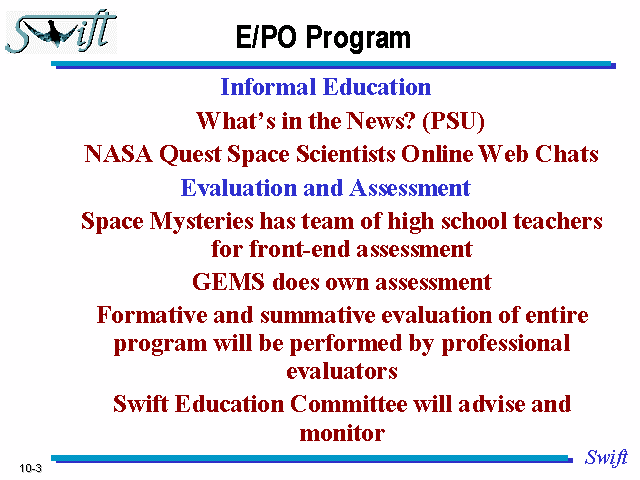 Swift
E/PO Program
Informal Education
What's in the News? (PSU)
NASA Quest Space Scientists Online Web Chats
Evaluation and Assessment
Space Mysteries has team of high school teachers
for front-end assessment
GEMS does own assessment
Formative and summative evaluation of entire
program will be performed by professional
evaluators
Swift Education Committee will advise and
monitor
10-3
Swift